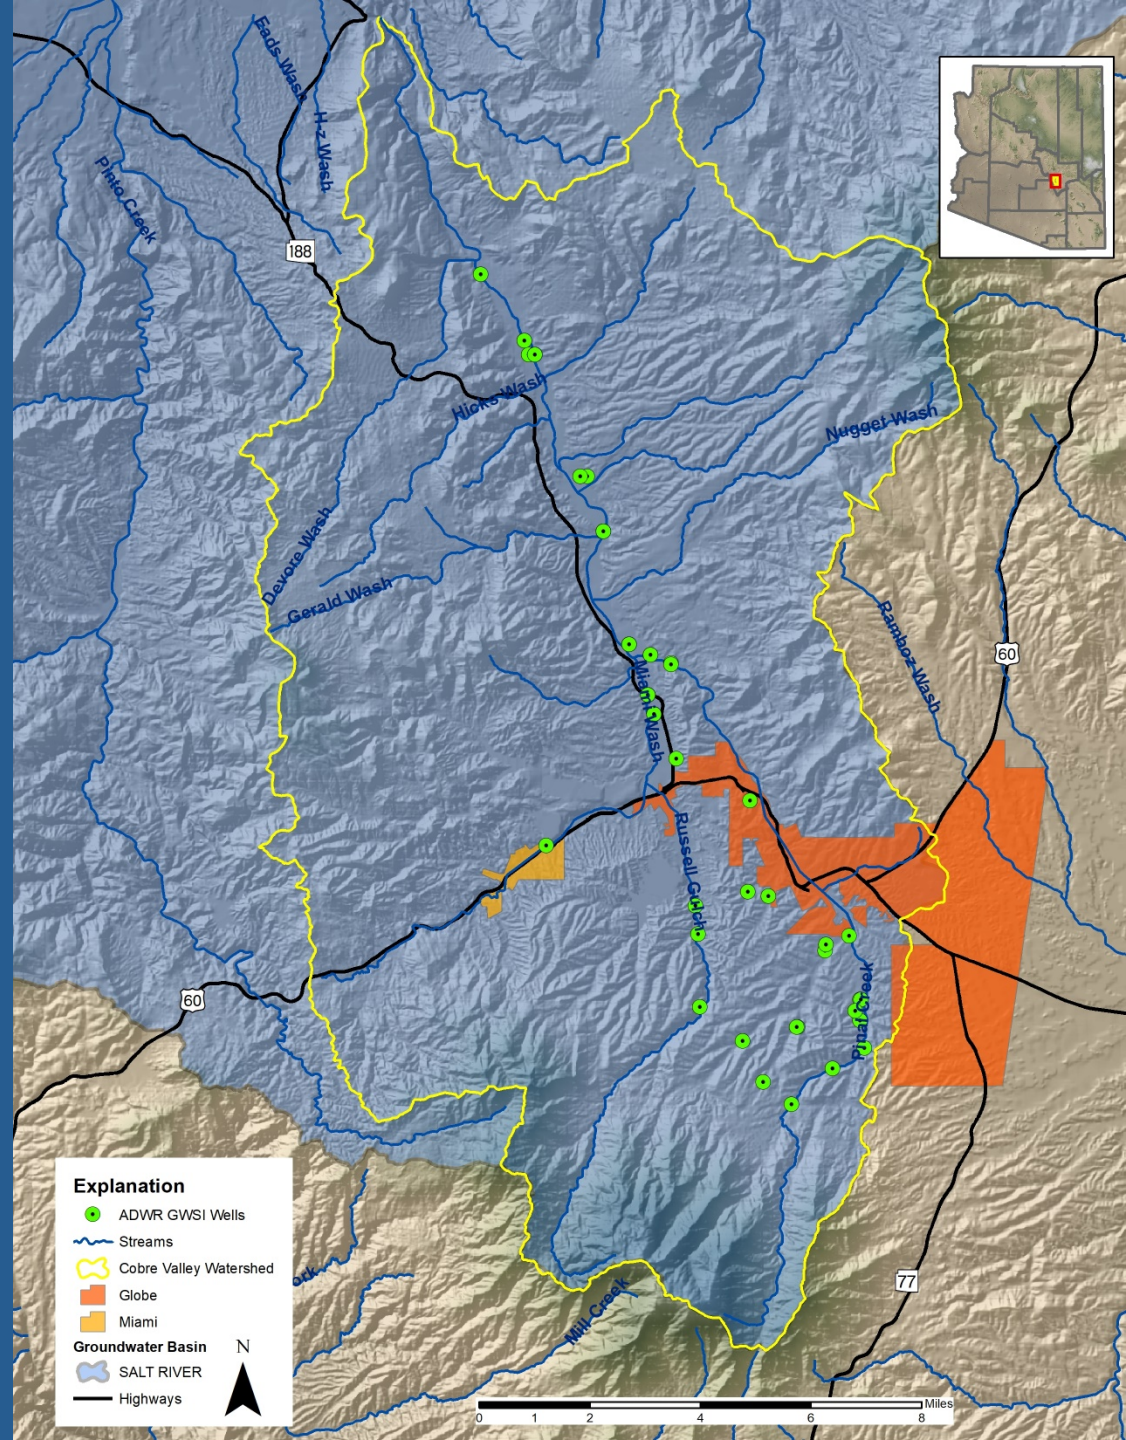 Eads Wash
H-z Wash
Pinto Creek
188
Hicks Wash
Nugget Wash
Devore Wash
Gerald Wash
Ramboz Wash
60
Miami Wash
Russell Gulch
Pinal Creek
60
77
Mill Creek
ork
Explanation
ADWR GWSI Wells
Streams
Cobre Valley Watershed
Globe
Miami
Groundwater Basin
N
SALT RIVER
Highways
Miles
0 1 2 4 6 8